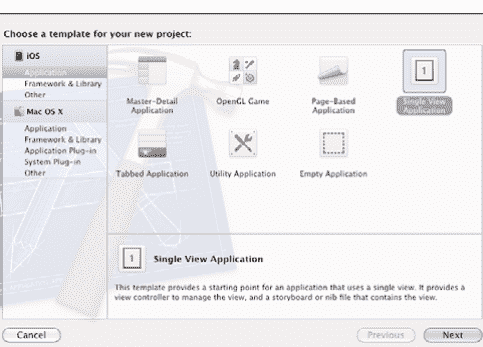 Choose a template for your new project:
iOS
Application
Framework & Library
Other
Mac OS X
Application
Framework & Library
Application Plug-in
System Plug-in
Other
Master-Detail
Application
OpenGL Game
Page-Based
Application
1
Single View
Application
Tabbed Application
Utility Application
Empty Application
1
Single View Application
This template provides a starting point for an application that uses a single view. It provides a
view controller to manage the view, and a storyboard or nib file that contains the view.
Cancel
Previous
Next